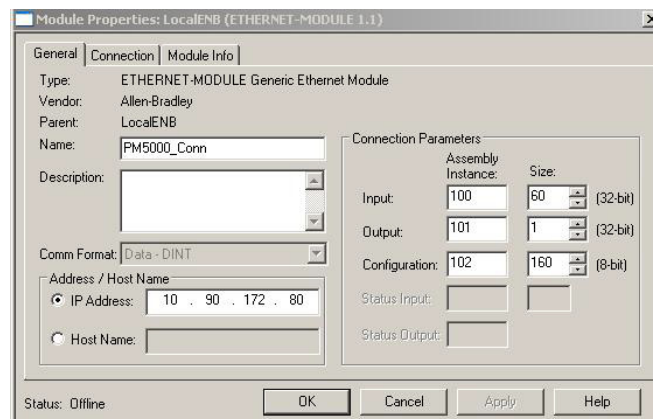 Module Properties: LocalENB (ETHERNET-MODULE 1.1)
General Connection Module Info
Type: ETHERNET-MODULE Generic Ethernet Module
Vendor: Allen-Bradley
Parent: LocalENB
Name: PM5000_Conn
Description:
Comm Format: Data - DINT
Address / Host Name
IP Address: 10 . 90 . 172 . 80
Host Name:
Connection Parameters
Assembly Instance: Size:
Input: 100 60 (32-bit)
Output: 101 1 (32-bit)
Configuration: 102 160 (8-bit)
Status Input:
Status Output:
Status: Offline
OK Cancel Apply Help